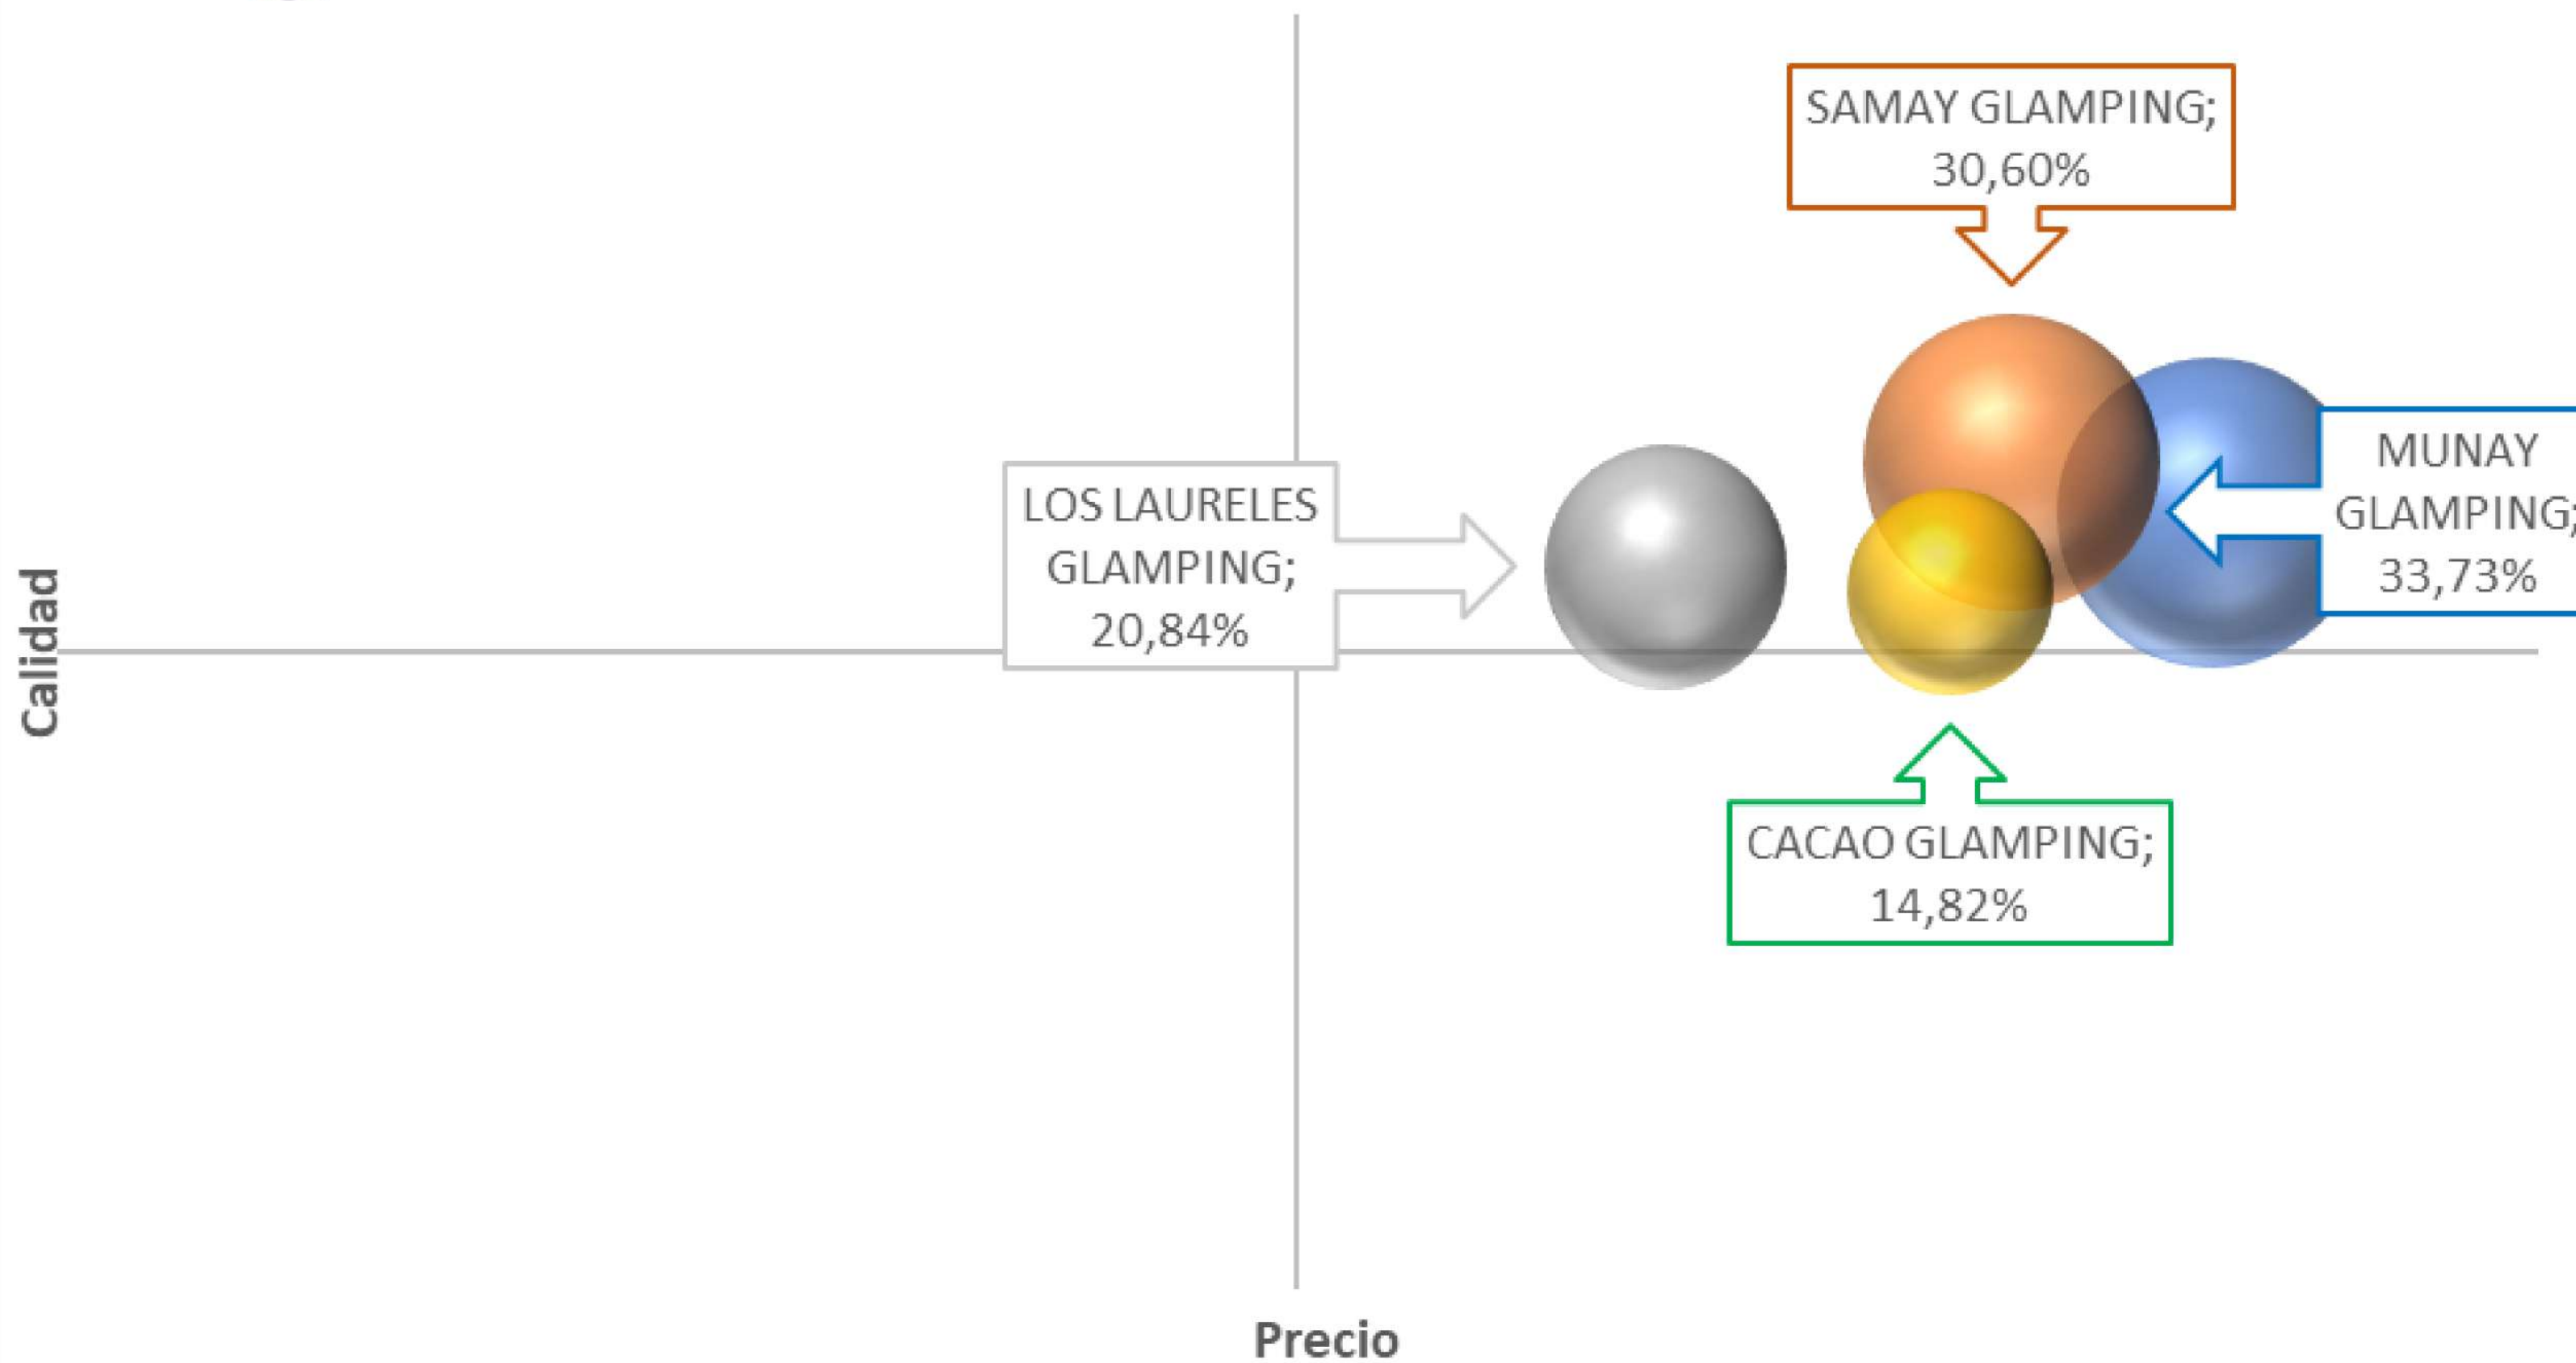 SAMAY GLAMPING;
30,60%
MUNAY
GLAMPING;
33,73%
LOS LAURELES
GLAMPING;
20,84%
Calidad
CACAO GLAMPING;
14,82%
Precio